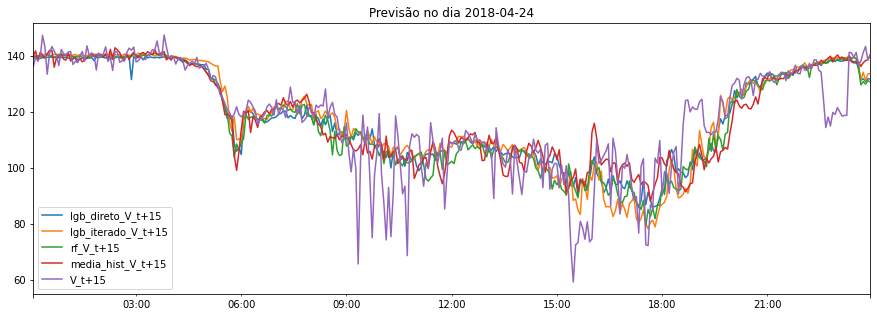 Previsão no dia 2018-04-24
140
120
100
80
60
lgb_direto_V_t+15
lgb_iterado_V_t+15
rf_V_t+15
media_hist_V_t+15
V_t+15
03:00 06:00 09:00 12:00 15:00 18:00 21:00